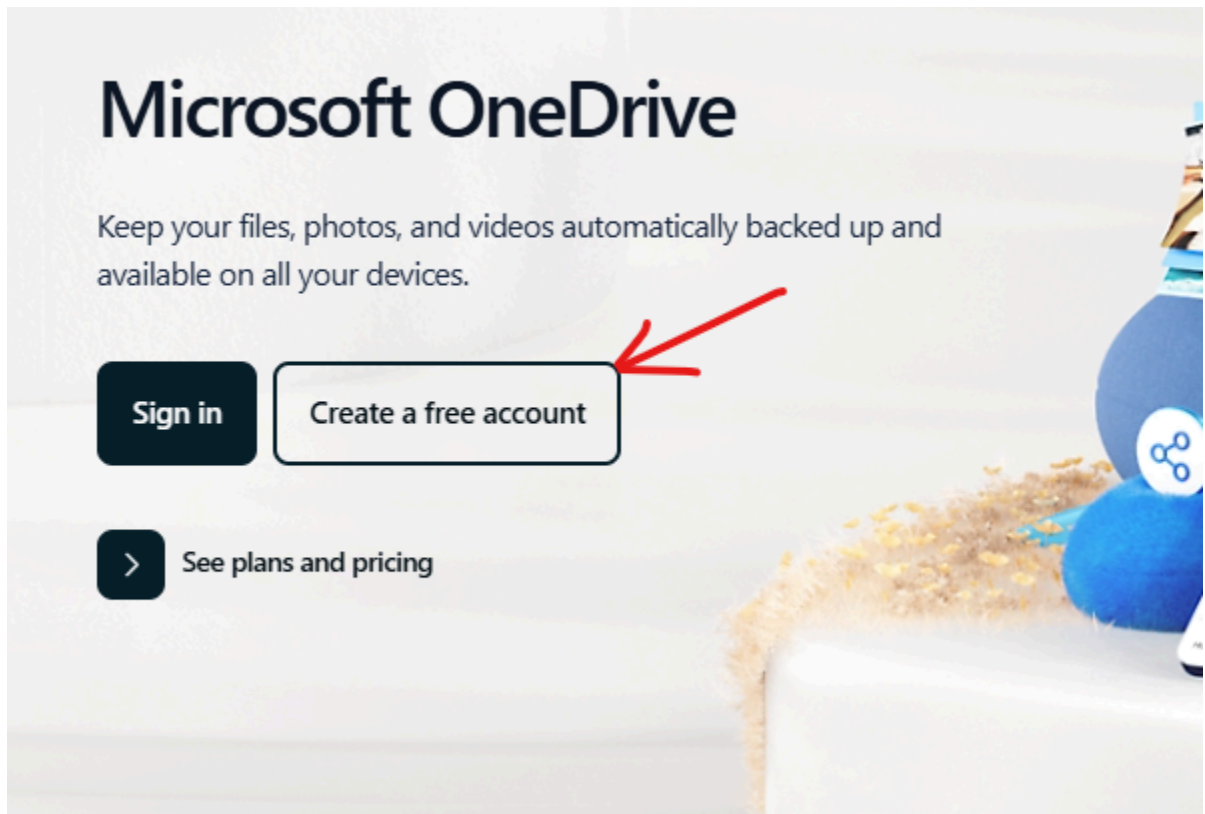 Microsoft OneDrive
Keep your files, photos, and videos automatically backed up and
available on all your devices.
Sign in
Create a free account
See plans and pricing